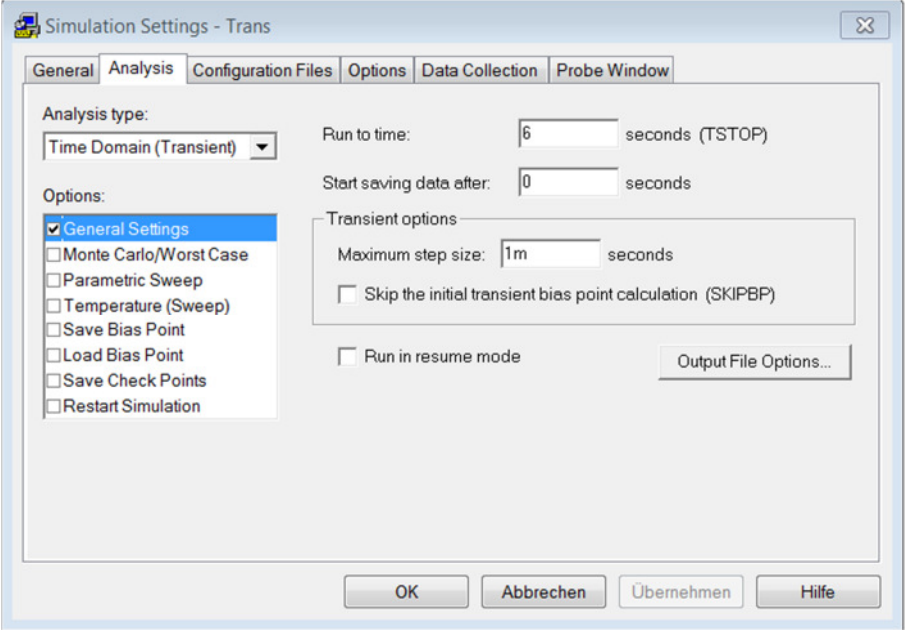 Simulation Settings - Trans
General Analysis Configuration Files Options Data Collection Probe Window
Analysis type:
Time Domain (Transient)
Options:
General Settings
Monte Carlo/Worst Case
Parametric Sweep
Temperature (Sweep)
Save Bias Point
Load Bias Point
Save Check Points
Restart Simulation
Run to time: 6 seconds (TSTOP)
Start saving data after: 0 seconds
Transient options
Maximum step size: 1m seconds
Skip the initial transient bias point calculation (SKIPBP)
Run in resume mode
Output File Options...
OK Abbrechen Übernehmen Hilfe